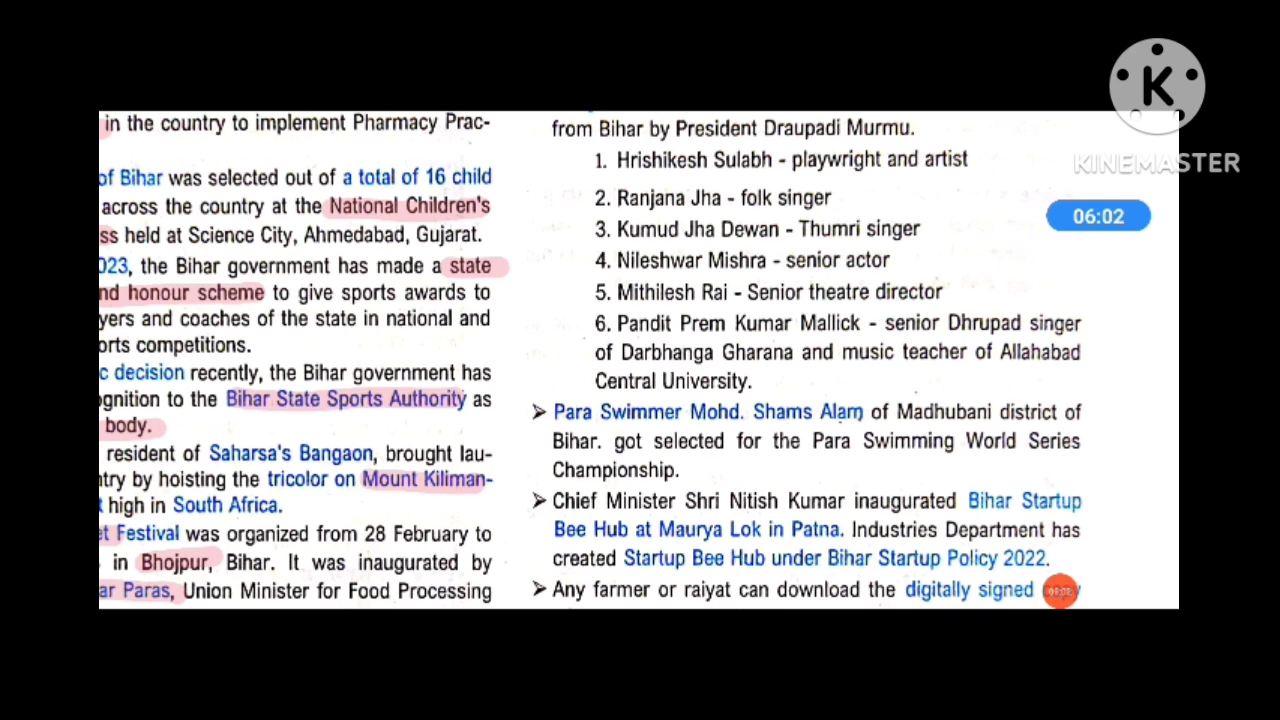 in the country to implement Pharmacy Prac-
of Bihar was selected out of a total of 16 child
across the country at the National Children's
ss held at Science City, Ahmedabad, Gujarat.
023, the Bihar government has made a state
nd honour scheme to give sports awards to
yers and coaches of the state in national and
orts competitions.
c decision recently, the Bihar government has
ognition to the Bihar State Sports Authority as
body.
resident of Saharsa's Bangaon, brought lau-
ntry by hoisting the tricolor on Mount Kiliman-
t high in South Africa.
et Festival was organized from 28 February to
in Bhojpur, Bihar. It was inaugurated by
ar Paras, Union Minister for Food Processing
from Bihar by President Draupadi Murmu.
1. Hrishikesh Sulabh - playwright and artist
2. Ranjana Jha - folk singer
3. Kumud Jha Dewan - Thumri singer
4. Nileshwar Mishra - senior actor
5. Mithilesh Rai - Senior theatre director
6. Pandit Prem Kumar Mallick - senior Dhrupad singer
of Darbhanga Gharana and music teacher of Allahabad
Central University.
➤ Para Swimmer Mohd. Shams Alam of Madhubani district of
Bihar. got selected for the Para Swimming World Series
Championship.
➤ Chief Minister Shri Nitish Kumar inaugurated Bihar Startup
Bee Hub at Maurya Lok in Patna. Industries Department has
created Startup Bee Hub under Bihar Startup Policy 2022.
➤ Any farmer or raiyat can download the digitally signed
K
KINEMASTER
06:02